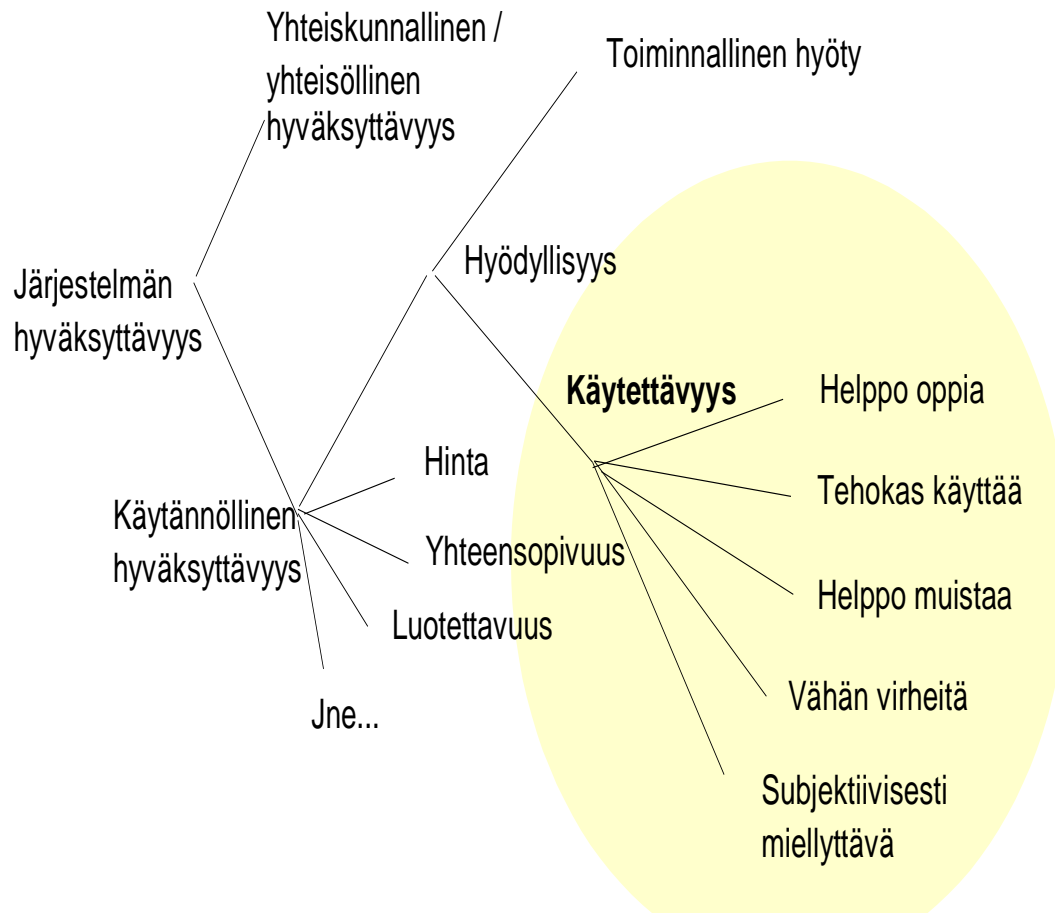 Yhteiskunnallinen /
yhteisöllinen
hyväksyttävyys
Toiminnallinen hyöty
Järjestelmän
hyväksyttävyys
Hyödyllisyys
Käytettävyys
Helppo oppia
Hinta
Tehokas käyttää
Käytännöllinen
hyväksyttävyys
Yhteensopivuus
Helppo muistaa
Luotettavuus
Vähän virheitä
Jne...
Subjektiivisesti
miellyttävä